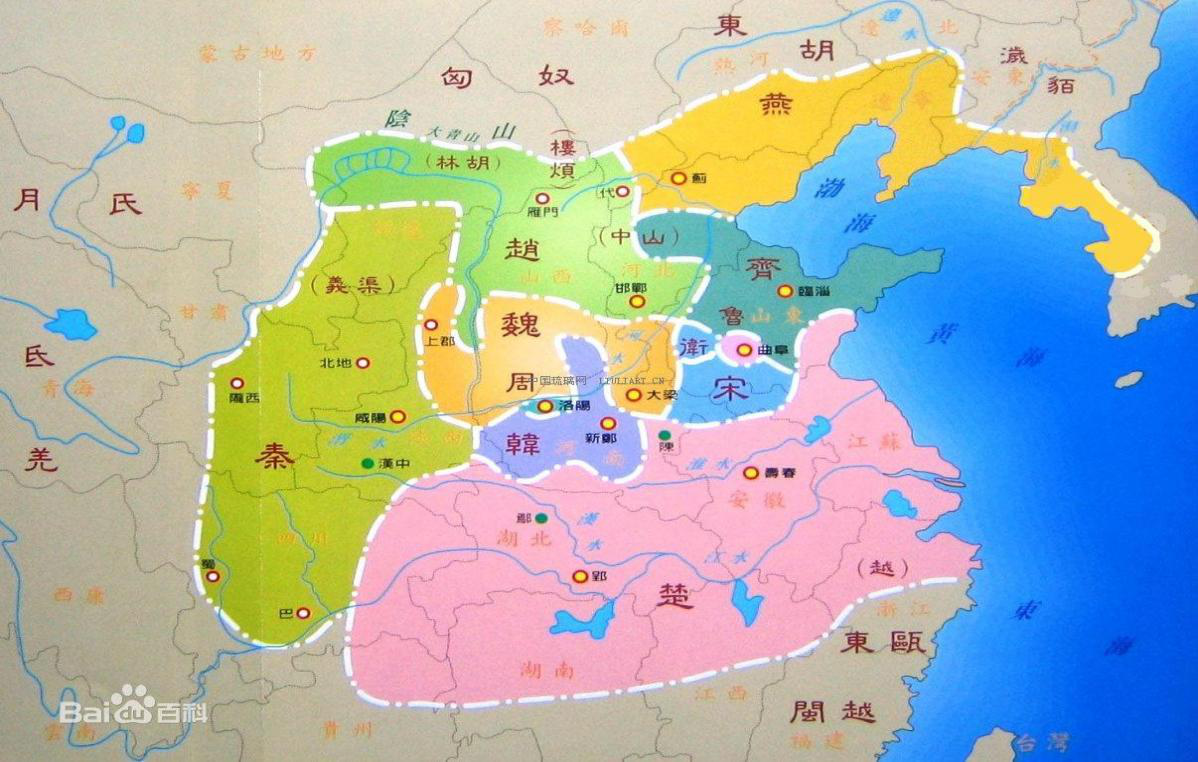 蒙古地方
察哈爾
東胡
遼北
遼水
熱河
安東
濊貊
匈奴
陰山
大青山
(樓煩)
(林胡)
燕
遼寧
薊
渤海
月氏
寧夏
代
雁門
趙
山西
(中山)
河北
邯鄲
齊
臨淄
魯
山東
曲阜
(義渠)
甘肅
上郡
魏
河水
衛
黃海
氐
青海
羌
北地
隴西
周
中国琉璃网 LIULIART.CN
洛陽
大梁
宋
咸陽
渭水
韓
新鄭
河南
陳
江蘇
秦
漢中
淮水
壽春
安徽
鄢
湖北
漢水
江水
四川
蜀
郢
楚
(越)
西康
巴
浙江
東海
東甌
湖南
江西
閩越
福建
貴州
雲南
台灣
Bai百科